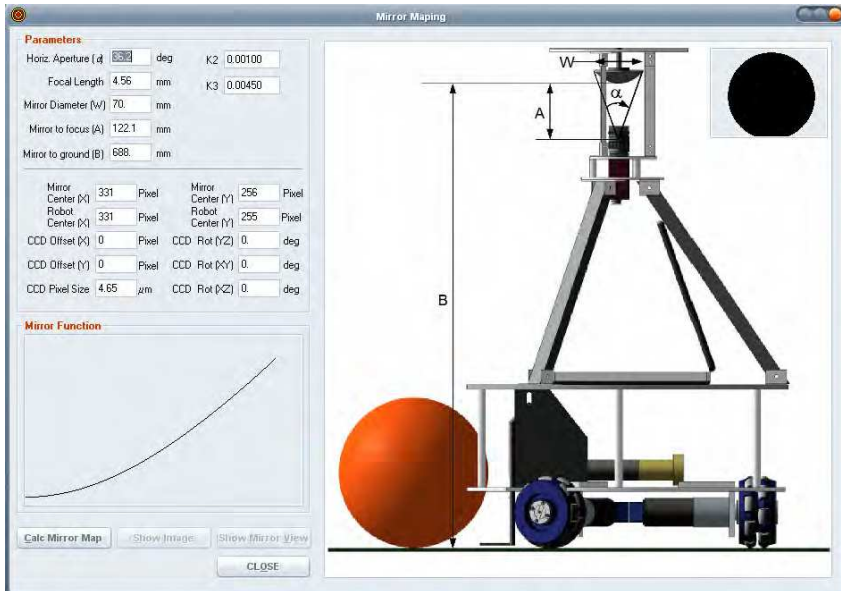 Mirror Maping
Parameters
Horiz. Aperture (α) 36.2 deg K2 0.00100
Focal Length 4.56 mm K3 0.00450
Mirror Diameter (W) 70. mm
Mirror to focus (A) 122.1 mm
Mirror to ground (B) 688. mm
Mirror Center (X) 331 Pixel Mirror Center (Y) 256 Pixel
Robot Center (X) 331 Pixel Robot Center (Y) 255 Pixel
CCD Offset (X) 0 Pixel CCD Rot (YZ) 0. deg
CCD Offset (Y) 0 Pixel CCD Rot (XY) 0. deg
CCD Pixel Size 4.65 µm CCD Rot (XZ) 0. deg
Mirror Function
Calc Mirror Map Show Image Show Mirror View
CLOSE
W
α
A
B